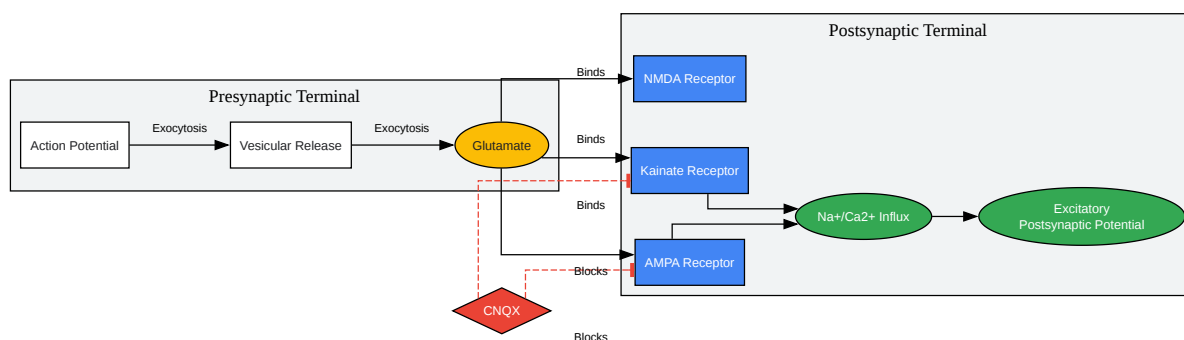 Postsynaptic Terminal
Presynaptic Terminal
Action Potential
Exocytosis
Vesicular Release
Exocytosis
Glutamate
Binds
NMDA Receptor
Binds
Kainate Receptor
Binds
AMPA Receptor
Na+/Ca2+ Influx
Excitatory
Postsynaptic Potential
Blocks
CNQX
Blocks